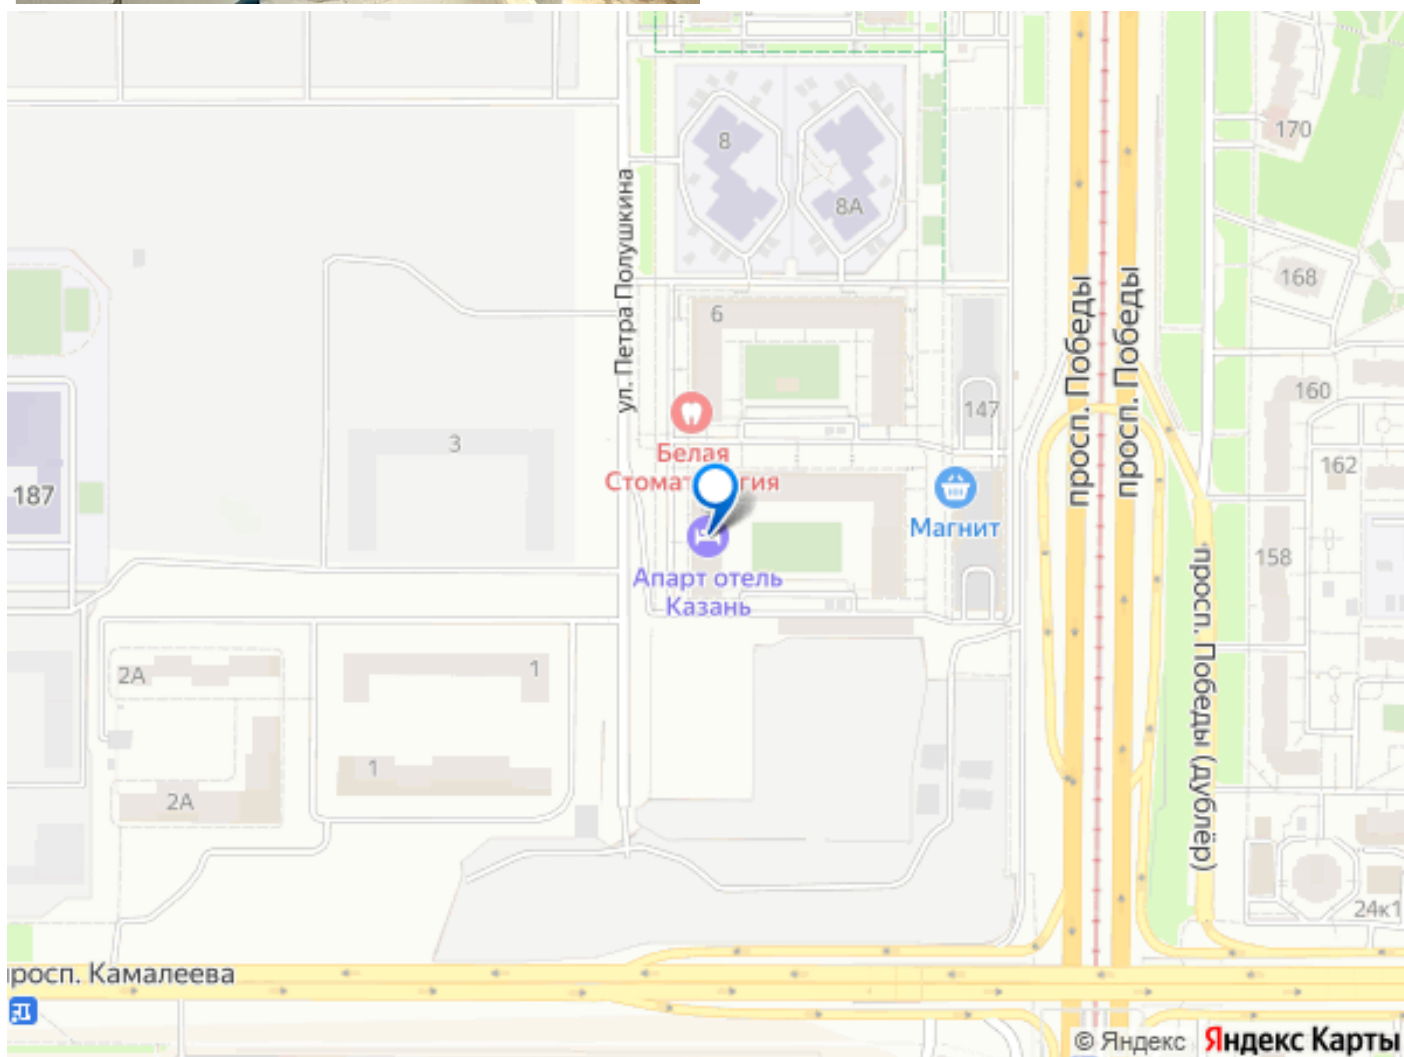 170
8
8А
ул. Петра Полушкина
168
просп. Победы
просп. Победы
6
160
147
3
Белая
162
187
Стомат гия
Магнит
158
Апарт отель
Казань
просп. Победы (дублёр)
2А
1
1
2А
24к1
просп. Камалеева
© Яндекс Яндекс Карты